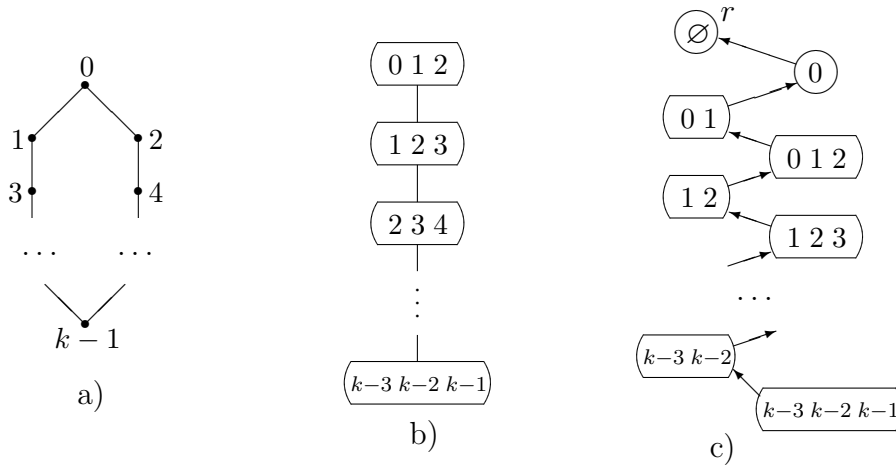 0
1 2
3 4
... ...
k − 1
a)
0 1 2
1 2 3
2 3 4
⋮
k−3 k−2 k−1
b)
∅ r
0
0 1
0 1 2
1 2
1 2 3
...
k−3 k−2
k−3 k−2 k−1
c)